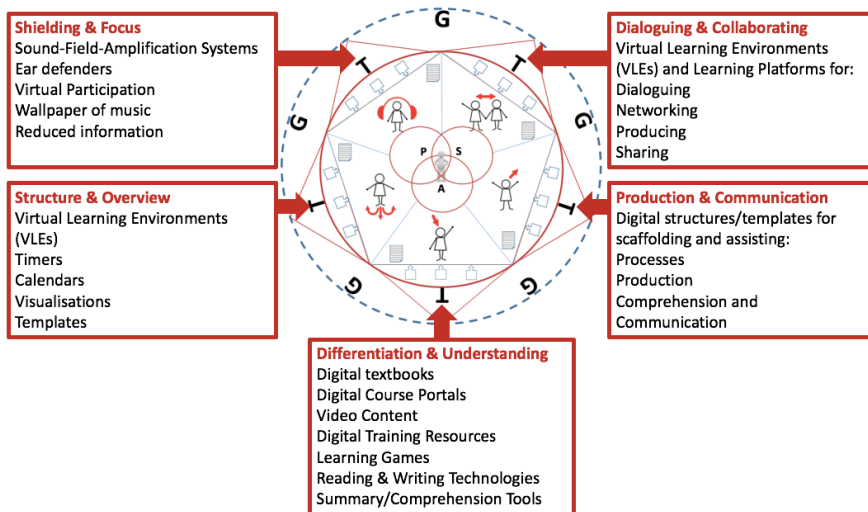 Shielding & Focus
Sound-Field-Amplification Systems
Ear defenders
Virtual Participation
Wallpaper of music
Reduced information
G
T
T
G
G
Dialoguing & Collaborating
Virtual Learning Environments
(VLEs) and Learning Platforms for:
Dialoguing
Networking
Producing
Sharing
P
S
A
Structure & Overview
Virtual Learning Environments
(VLEs)
Timers
Calendars
Visualisations
Templates
T
T
G
G
T
Production & Communication
Digital structures/templates for
scaffolding and assisting:
Processes
Production
Comprehension and
Communication
Differentiation & Understanding
Digital textbooks
Digital Course Portals
Video Content
Digital Training Resources
Learning Games
Reading & Writing Technologies
Summary/Comprehension Tools